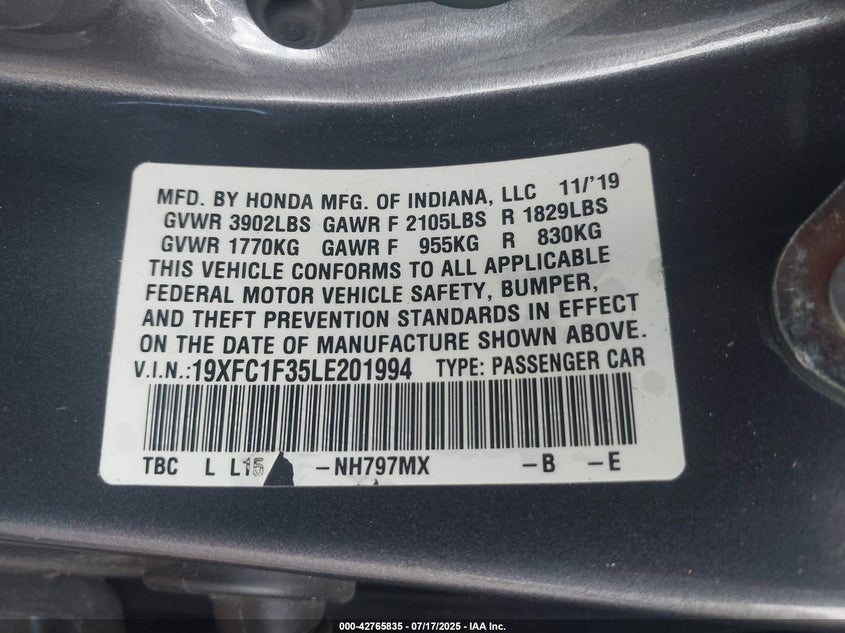 MFD. BY HONDA MFG. OF INDIANA, LLC 11/'19
GVWR 3902LBS GAWR F 2105LBS R 1829LBS
GVWR 1770KG GAWR F 955KG R 830KG
THIS VEHICLE CONFORMS TO ALL APPLICABLE
FEDERAL MOTOR VEHICLE SAFETY, BUMPER,
AND THEFT PREVENTION STANDARDS IN EFFECT
ON THE DATE OF MANUFACTURE SHOWN ABOVE.
V.I.N.:19XFC1F35LE201994 TYPE: PASSENGER CAR
TBC L L15 -NH797MX -B -E
000-42765835 | 07/17/2025 - IAA Inc.